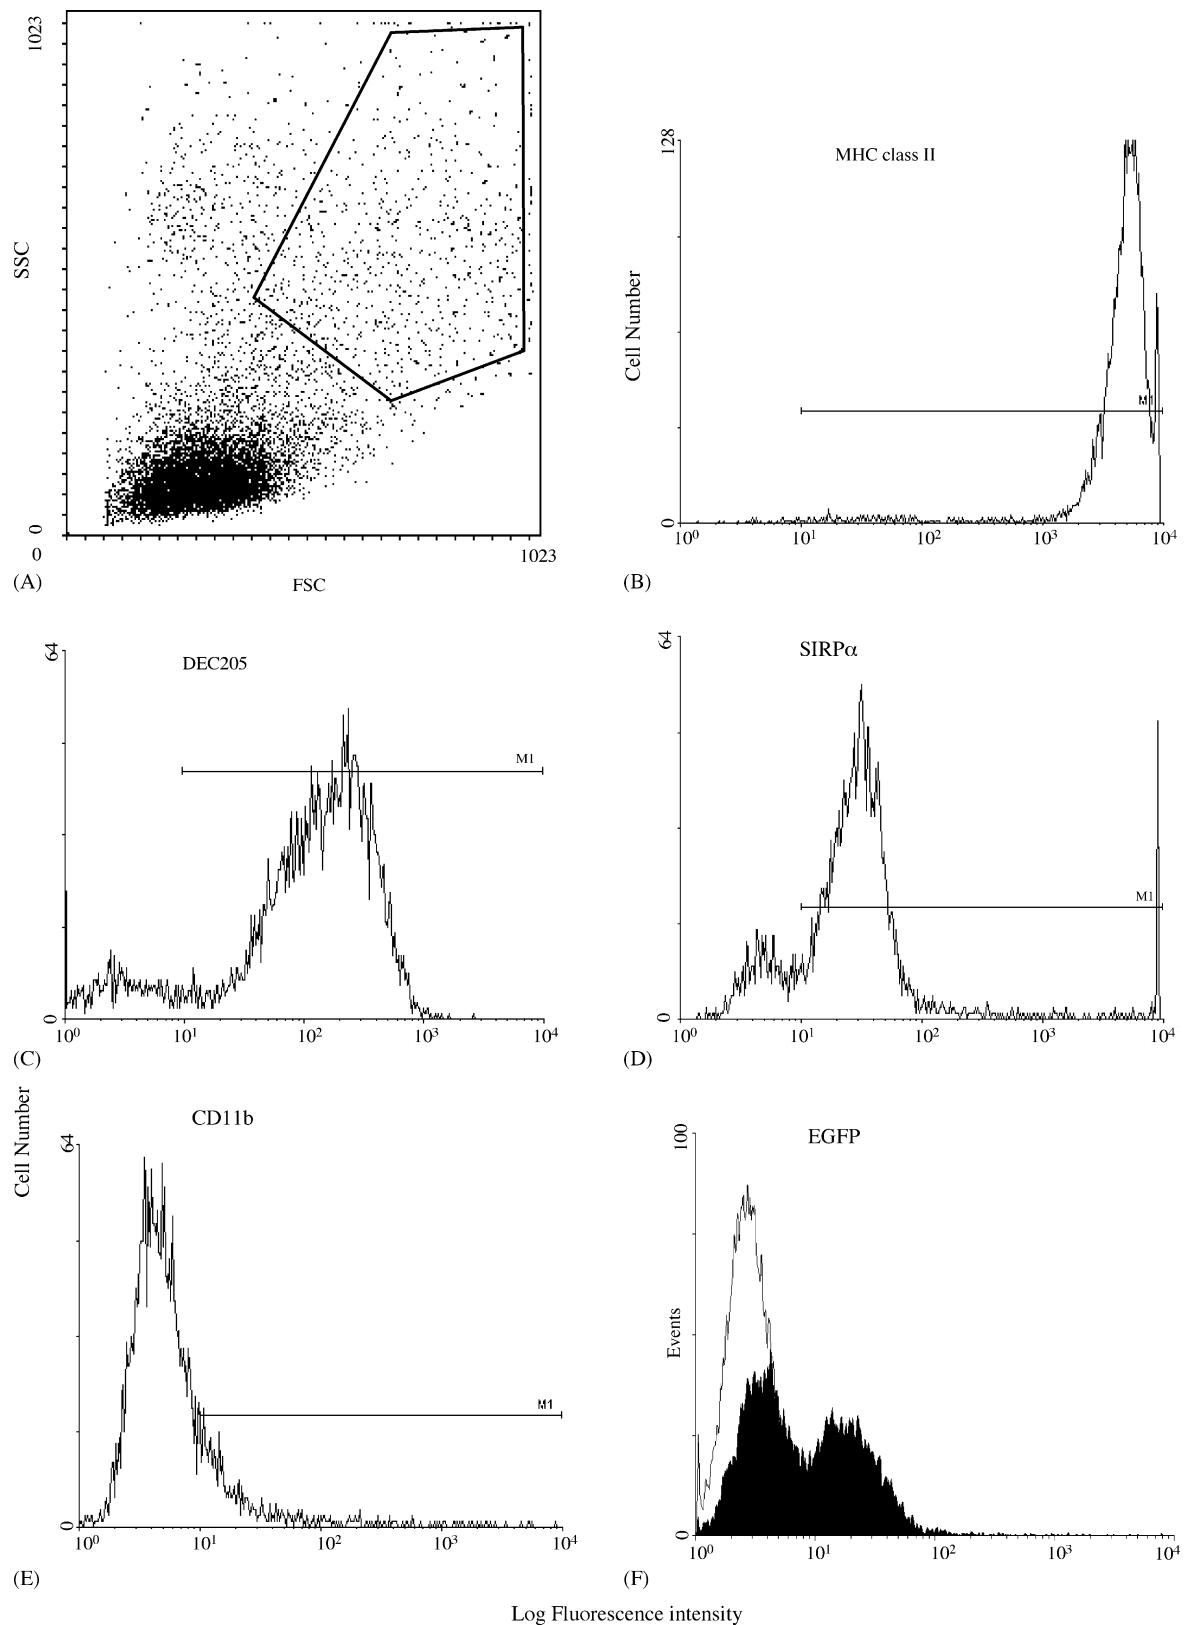 1023
SSC
0
0
1023
FSC
(A)
128
MHC class II
Cell Number
M1
0
10⁰ 10¹ 10² 10³ 10⁴
(B)
64
DEC205
M1
0
10⁰ 10¹ 10² 10³ 10⁴
(C)
64
SIRPα
M1
0
10⁰ 10¹ 10² 10³ 10⁴
(D)
Cell Number
CD11b
64
M1
0
10⁰ 10¹ 10² 10³ 10⁴
(E)
100
EGFP
Events
0
10⁰ 10¹ 10² 10³ 10⁴
(F)
Log Fluorescence intensity